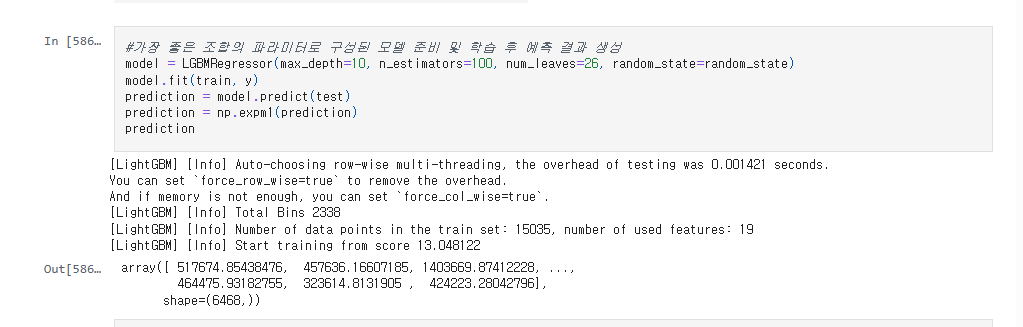 In [586...
#가장 좋은 조합의 파라미터로 구성된 모델 준비 및 학습 후 예측 결과 생성
model = LGBMRegressor(max_depth=10, n_estimators=100, num_leaves=26, random_state=random_state)
model.fit(train, y)
prediction = model.predict(test)
prediction = np.expm1(prediction)
prediction
[LightGBM] [Info] Auto-choosing row-wise multi-threading, the overhead of testing was 0.001421 seconds.
You can set `force_row_wise=true` to remove the overhead.
And if memory is not enough, you can set `force_col_wise=true`.
[LightGBM] [Info] Total Bins 2338
[LightGBM] [Info] Number of data points in the train set: 15035, number of used features: 19
[LightGBM] [Info] Start training from score 13.048122
Out[586...
array([ 517674.85438476,  457636.16607185, 1403669.87412228, ...,
464475.93182755,  323614.8131905 ,  424223.28042796],
shape=(6468,))